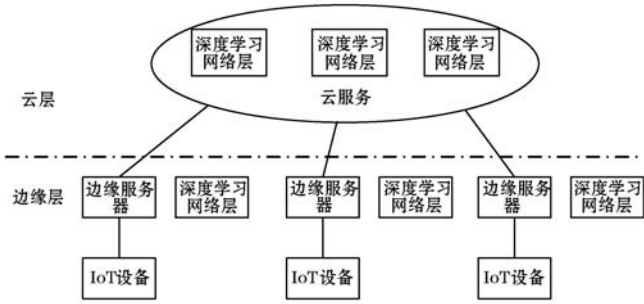 深度学习
网络层
深度学习
网络层
深度学习
网络层
云服务
云层
边缘层
边缘服务
器
深度学习
网络层
边缘服务
器
深度学习
网络层
边缘服务
器
深度学习
网络层
IoT设备
IoT设备
IoT设备